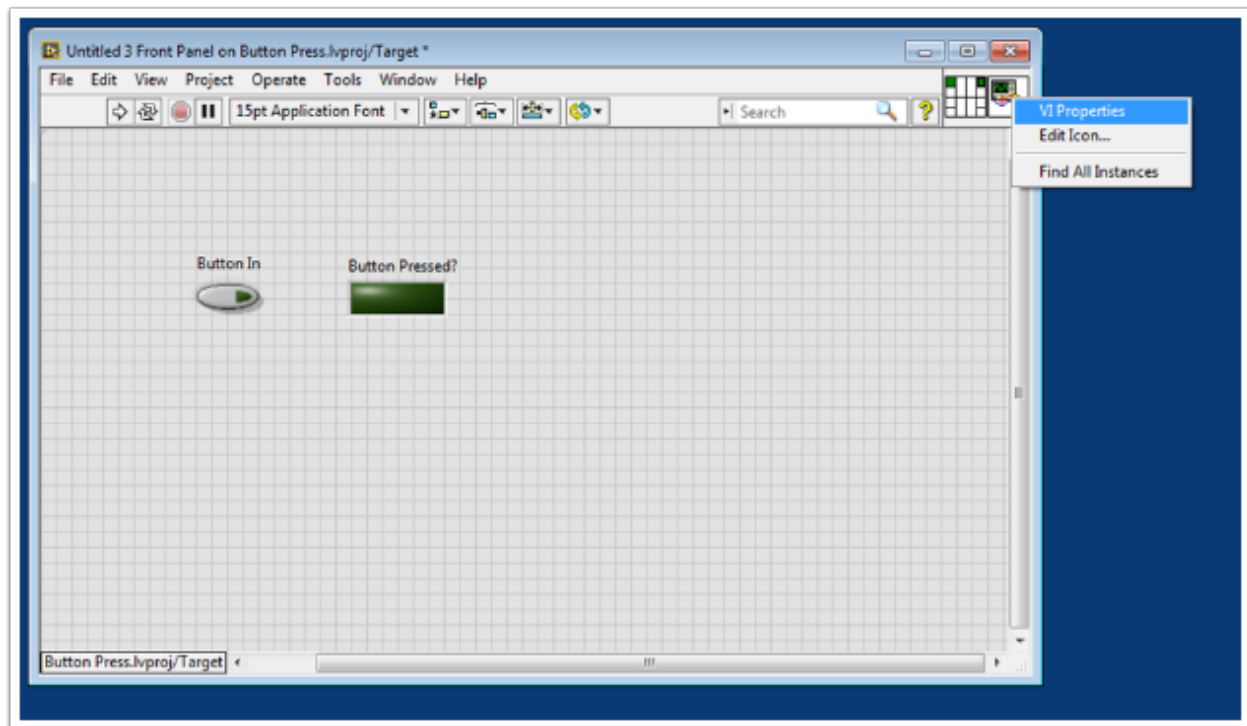 Untitled 3 Front Panel on Button Press.lvproj/Target *
File Edit View Project Operate Tools Window Help
15pt Application Font Search
VI Properties
Edit Icon...
Find All Instances
Button In Button Pressed?
Button Press.lvproj/Target